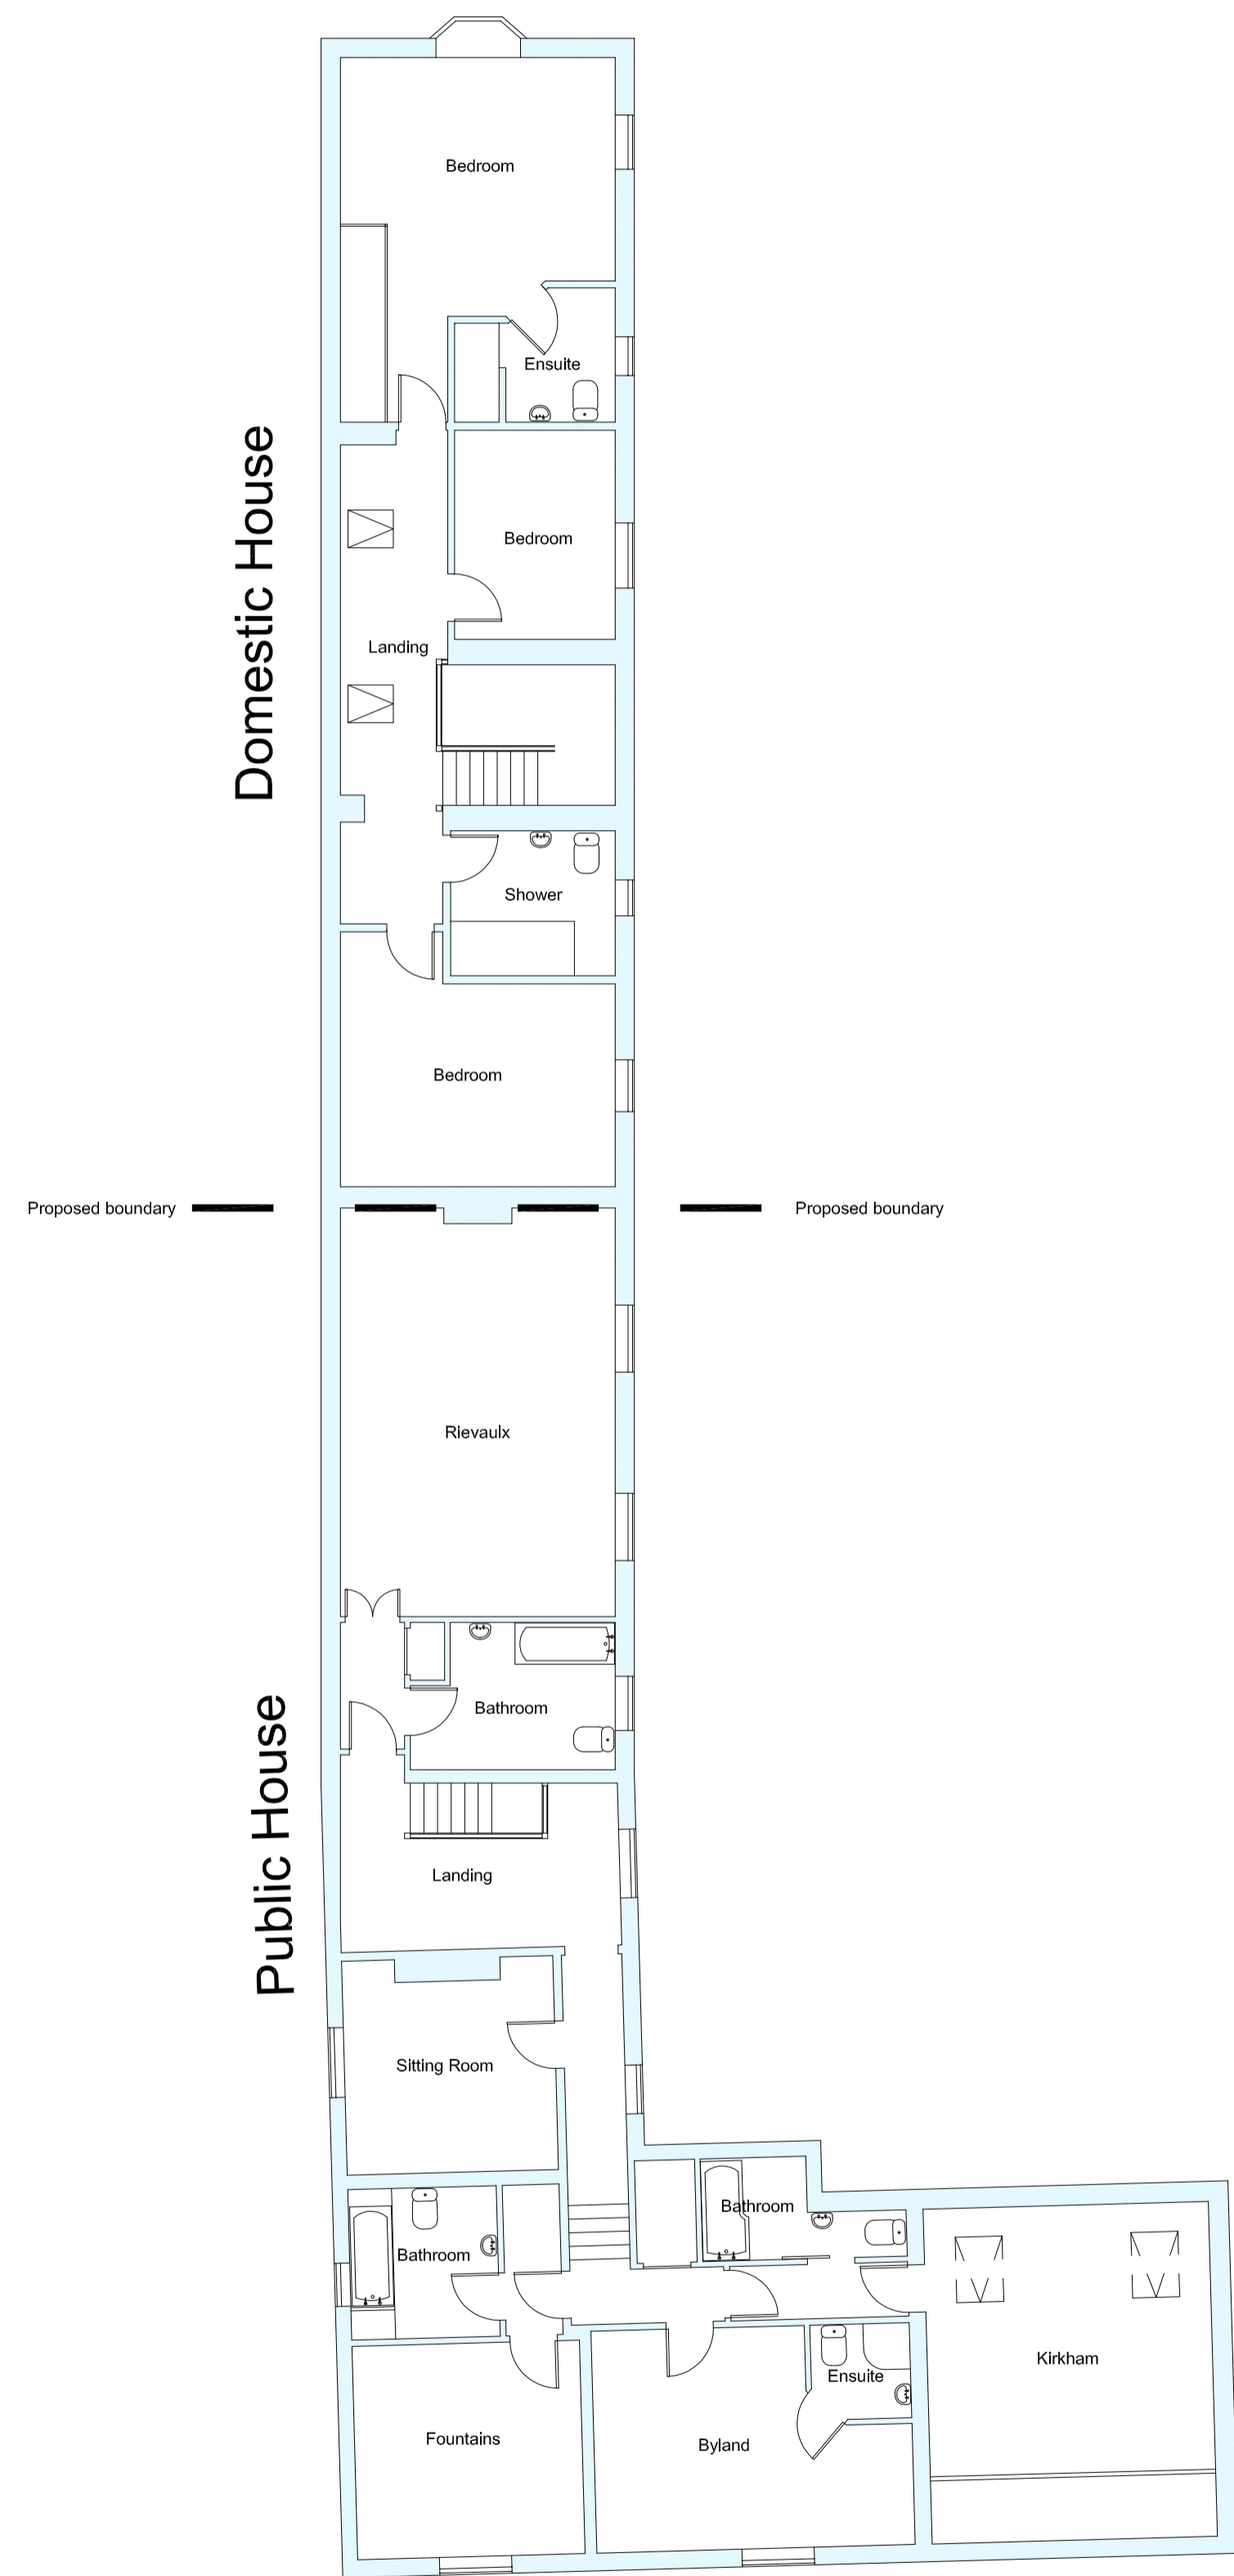 Bedroom
Ensuite
Domestic House
Bedroom
Landing
Shower
Bedroom
Proposed boundary
Proposed boundary
Rievaulx
Public House
Bathroom
Landing
Sitting Room
Bathroom
Bathroom
Kirkham
Ensuite
Fountains
Byland